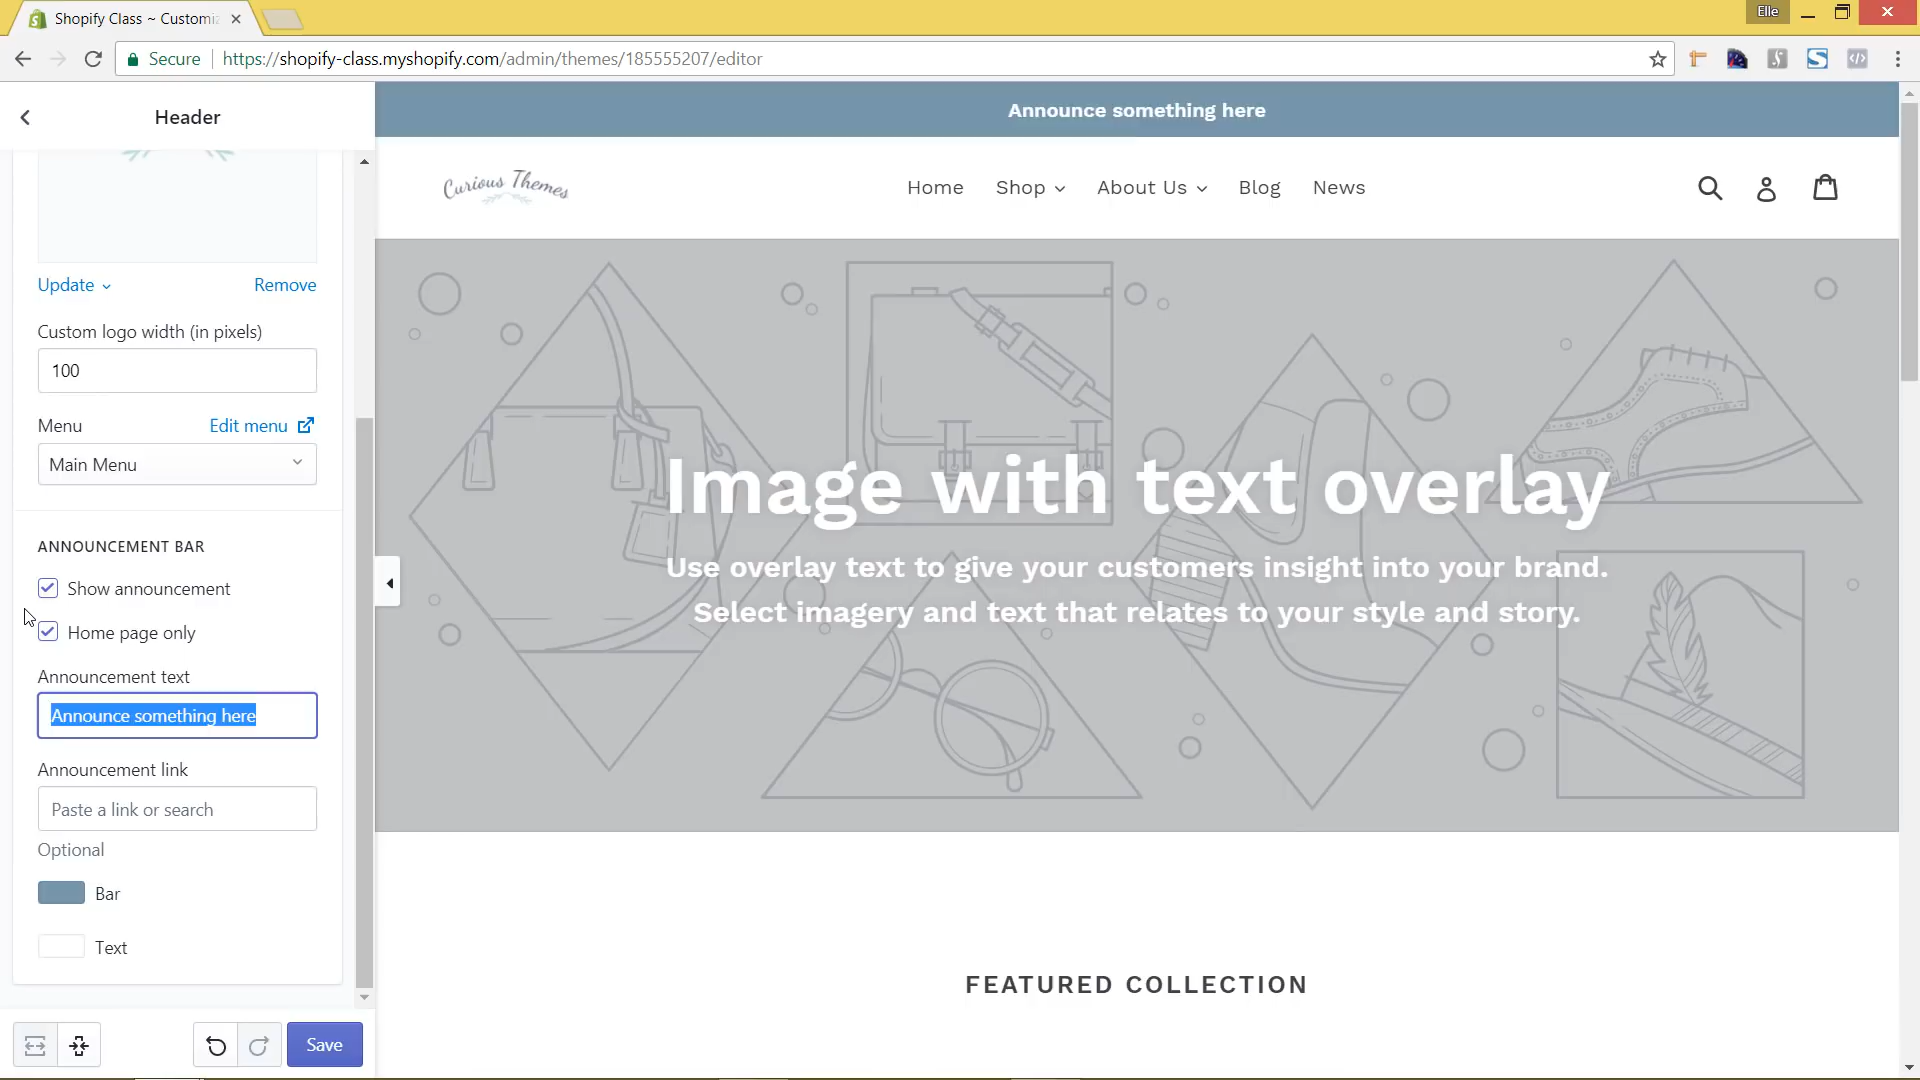 Shopify Class ~ Customiz
Elle
Secure
https://shopify-class.myshopify.com/admin/themes/185555207/editor
Header
Update
Remove
Custom logo width (in pixels)
100
Menu
Edit menu
Main Menu
ANNOUNCEMENT BAR
Show announcement
Home page only
Announcement text
Announce something here
Announcement link
Paste a link or search
Optional
Bar
Text
Save
Announce something here
Curious Themes
Home
Shop
About Us
Blog
News
Image with text overlay
Use overlay text to give your customers insight into your brand.
Select imagery and text that relates to your style and story.
FEATURED COLLECTION